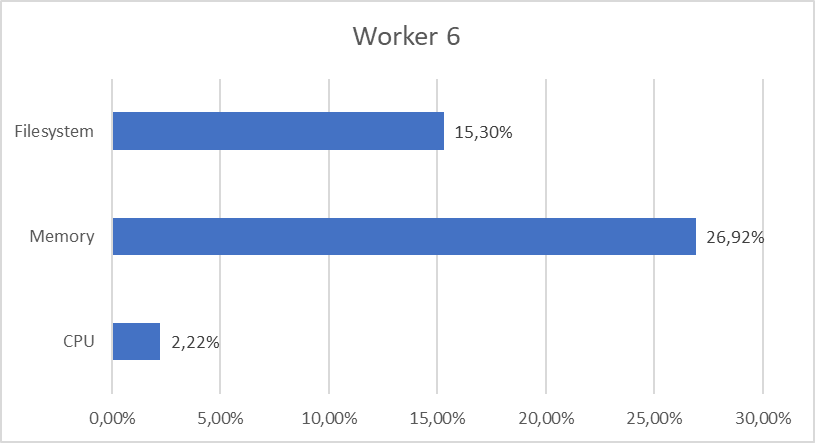 Worker 6
Filesystem
15,30%
Memory
26,92%
CPU
2,22%
0,00% 5,00% 10,00% 15,00% 20,00% 25,00% 30,00%